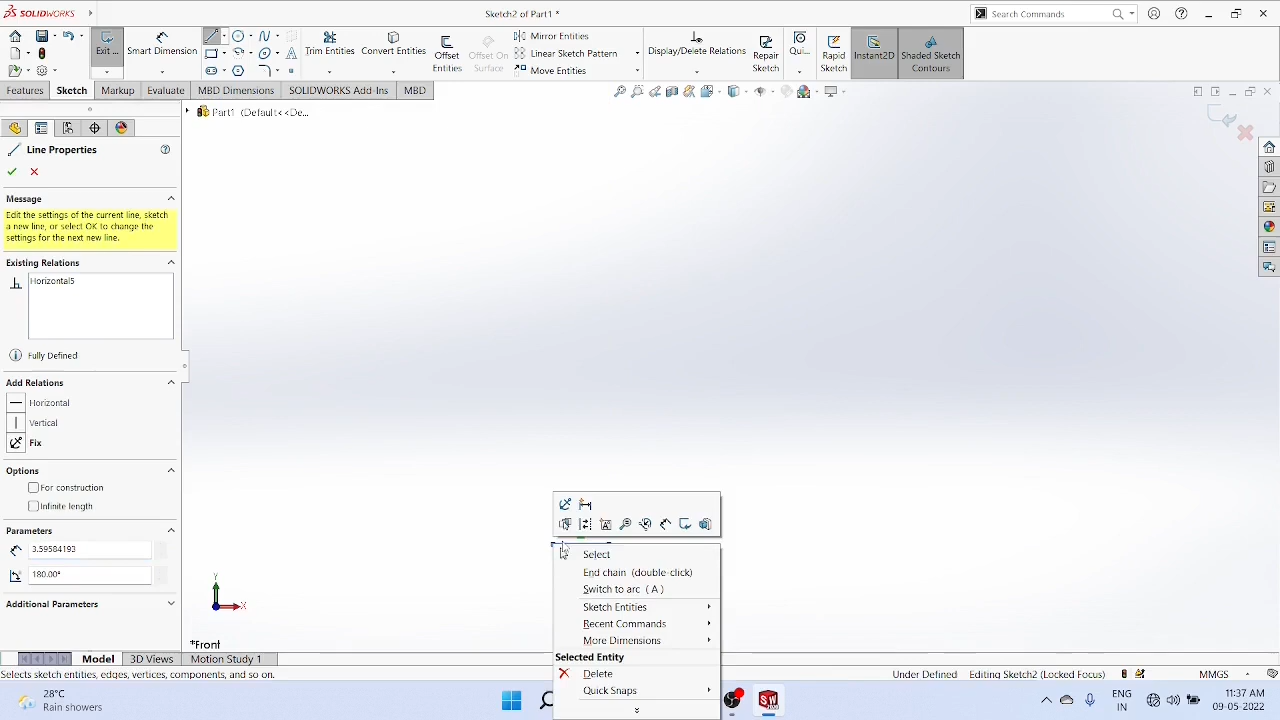 SOLIDWORKS
Sketch2 of Part1 *
Search Commands
Exit ...
Smart Dimension
Trim Entities
Convert Entities
Offset Entities
Offset On Surface
Mirror Entities
Linear Sketch Pattern
Move Entities
Display/Delete Relations
Repair Sketch
Qui...
Rapid Sketch
Instant2D
Shaded Sketch Contours
Features
Sketch
Markup
Evaluate
MBD Dimensions
SOLIDWORKS Add-Ins
MBD
Part1 (Default<<De...
Line Properties
Message
Edit the settings of the current line, sketch
a new line, or select OK to change the
settings for the next new line.
Existing Relations
Horizontal5
Fully Defined
Add Relations
Horizontal
Vertical
Fix
Options
For construction
Infinite length
Parameters
3.59584193
180.00°
Additional Parameters
Y
X
*Front
Select
End chain (double-click)
Switch to arc (A)
Sketch Entities
Recent Commands
More Dimensions
Selected Entity
Delete
Quick Snaps
Model
3D Views
Motion Study 1
Selects sketch entities, edges, vertices, components, and so on.
Under Defined
Editing Sketch2 (Locked Focus)
MMGS
28°C
Rain showers
ENG
IN
11:37 AM
09-05-2022